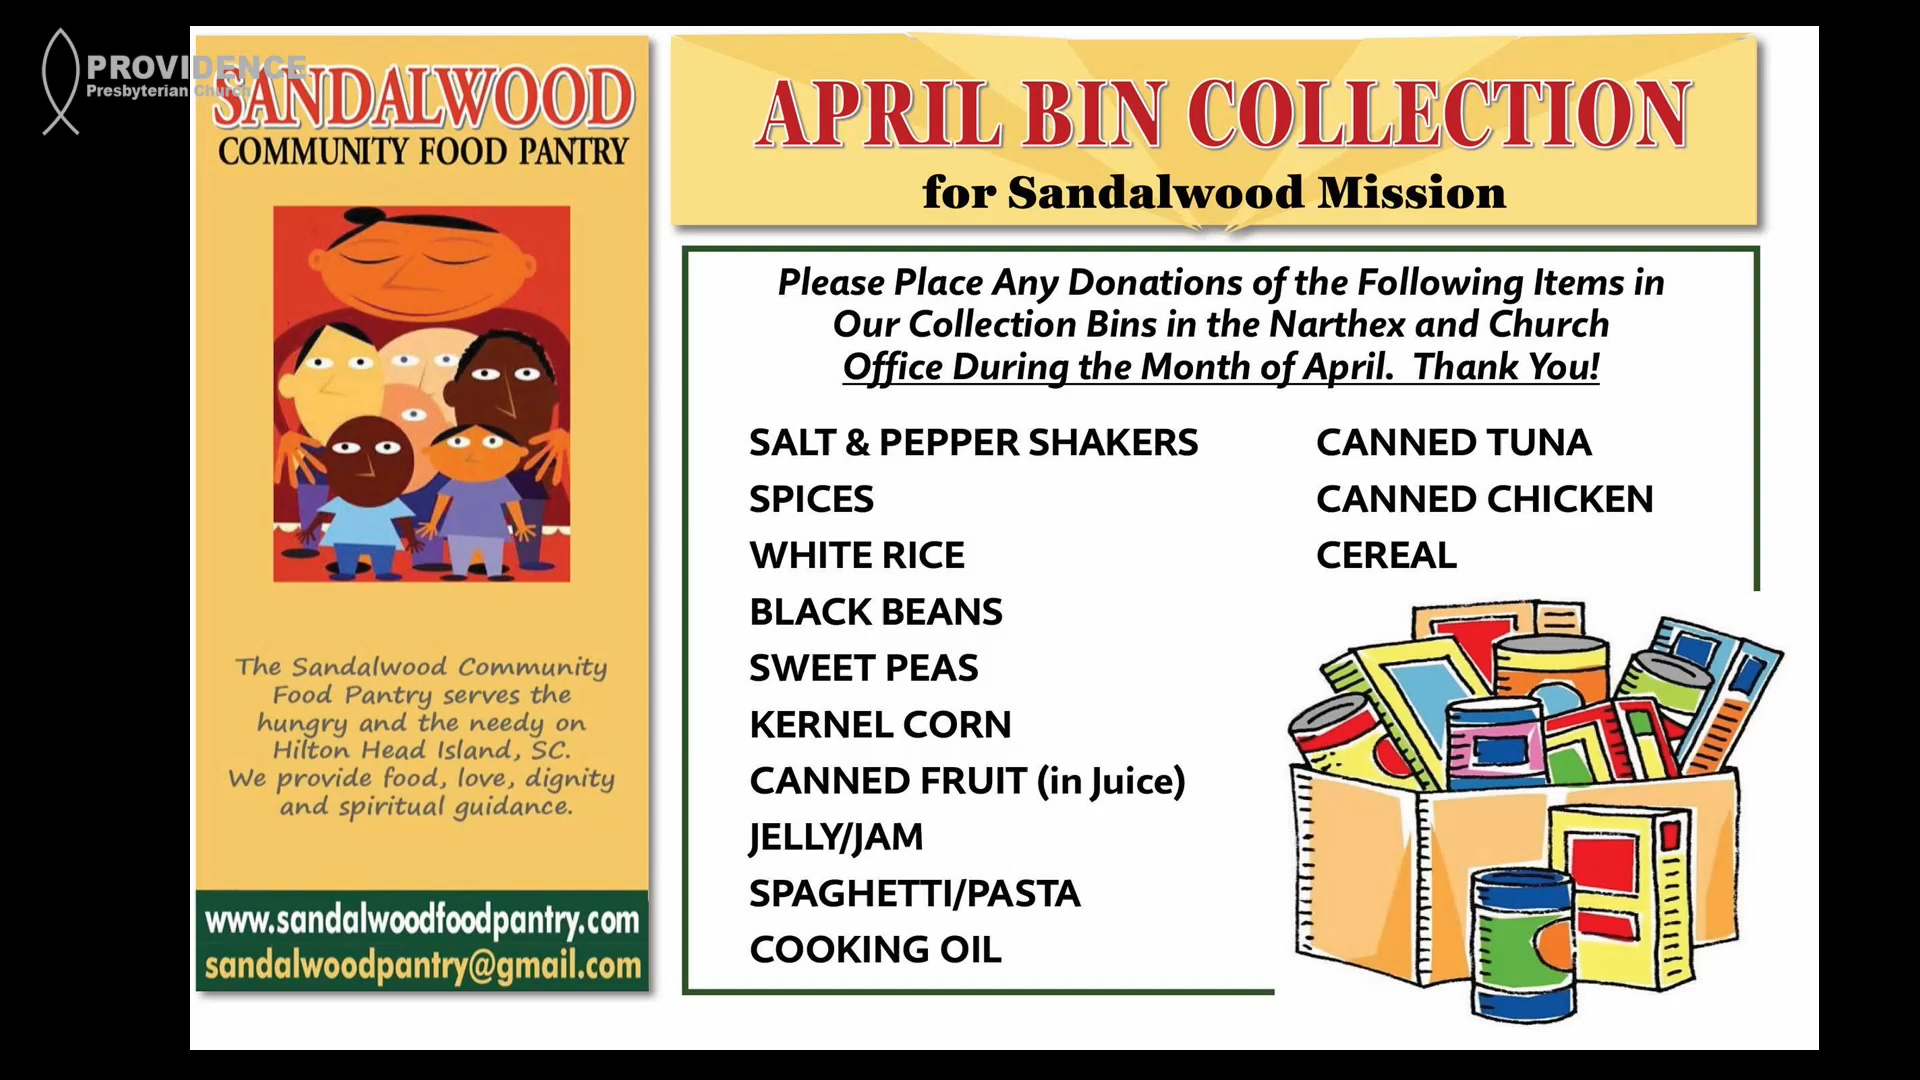 PROVIDENCE
Presbyterian Church
SANDALWOOD
COMMUNITY FOOD PANTRY
The Sandalwood Community
Food Pantry serves the
hungry and the needy on
Hilton Head Island, SC.
We provide food, love, dignity
and spiritual guidance.
www.sandalwoodfoodpantry.com
sandalwoodpantry@gmail.com
APRIL BIN COLLECTION
for Sandalwood Mission
Please Place Any Donations of the Following Items in
Our Collection Bins in the Narthex and Church
Office During the Month of April.  Thank You!
SALT & PEPPER SHAKERS
SPICES
WHITE RICE
BLACK BEANS
SWEET PEAS
KERNEL CORN
CANNED FRUIT (in Juice)
JELLY/JAM
SPAGHETTI/PASTA
COOKING OIL
CANNED TUNA
CANNED CHICKEN
CEREAL